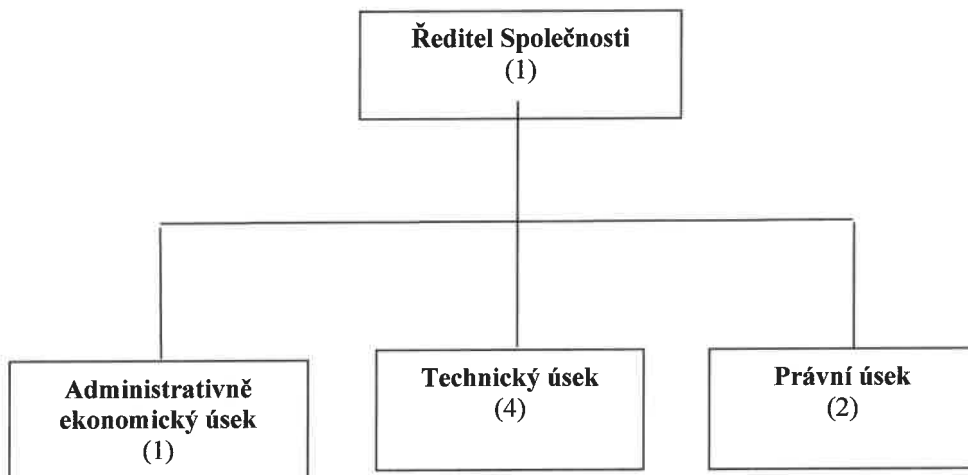 Ředitel Společnosti
(1)
Administrativně
ekonomický úsek
(1)
Technický úsek
(4)
Právní úsek
(2)